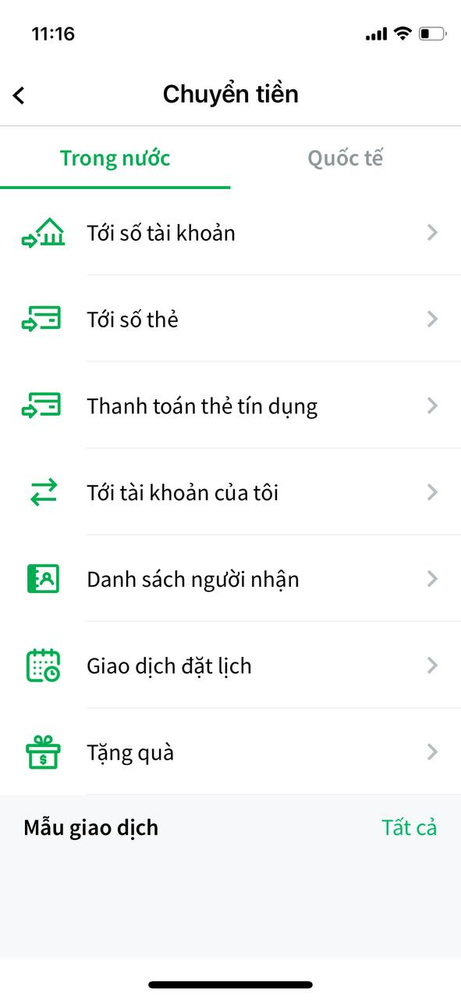 11:16
Chuyển tiền
Trong nước
Quốc tế
Tới số tài khoản
Tới số thẻ
Thanh toán thẻ tín dụng
Tới tài khoản của tôi
Danh sách người nhận
Giao dịch đặt lịch
$
Tặng quà
Mẫu giao dịch
Tất cả